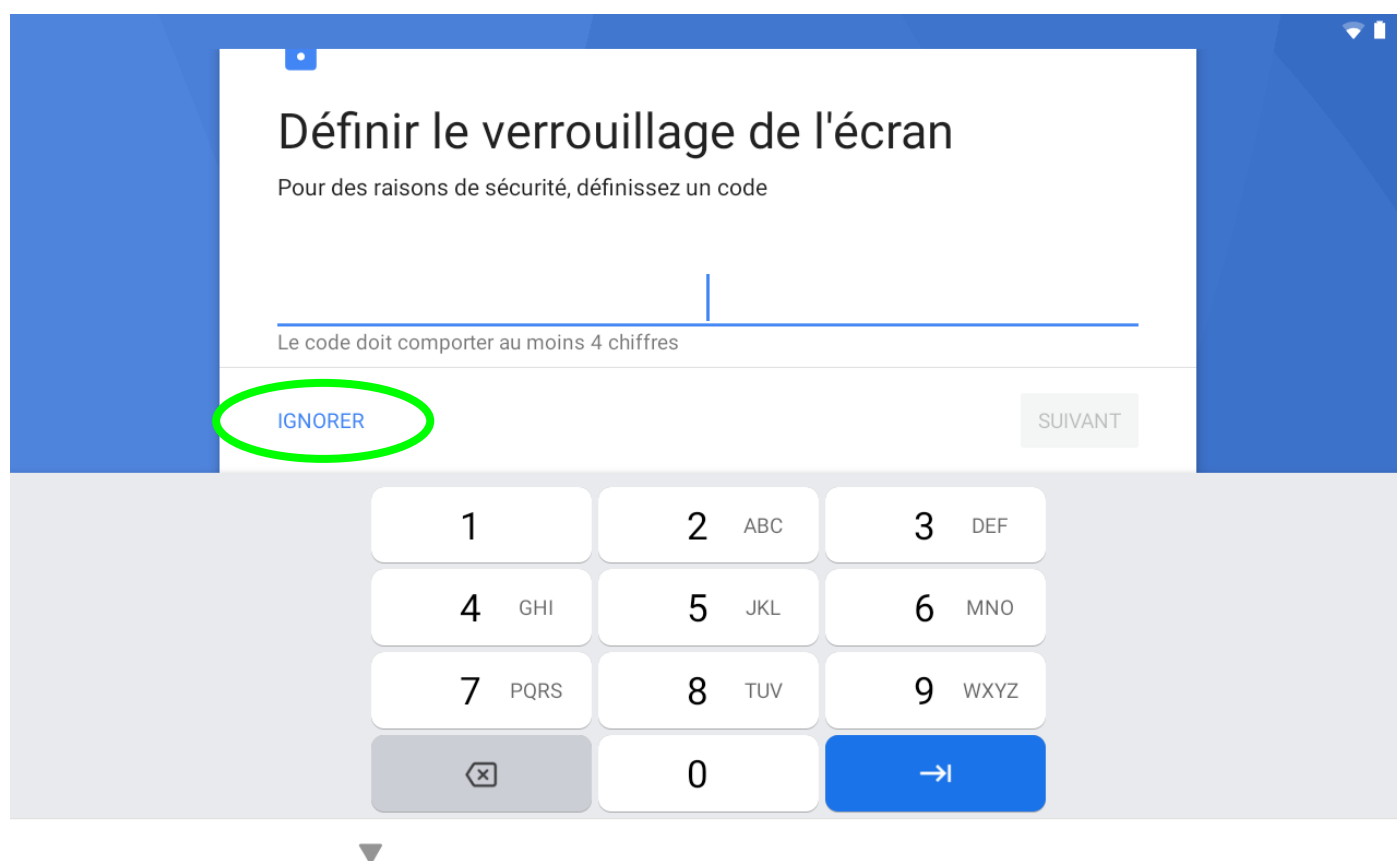 Définir le verrouillage de l'écran
Pour des raisons de sécurité, définissez un code
Le code doit comporter au moins 4 chiffres
IGNORER SUIVANT
1 2 ABC 3 DEF
4 GHI 5 JKL 6 MNO
7 PQRS 8 TUV 9 WXYZ
0